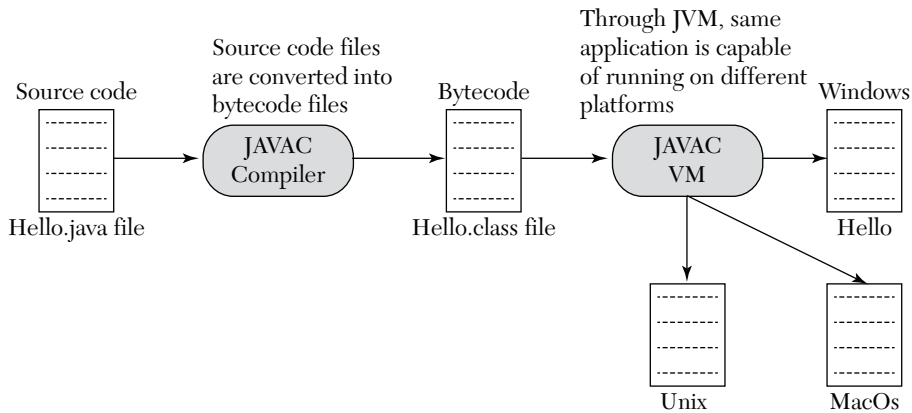 Source code files
are converted into
bytecode files
Through JVM, same
application is capable
of running on different
platforms
Source code
Bytecode
Windows
JAVAC
Compiler
JAVAC
VM
Hello.java file
Hello.class file
Hello
Unix
MacOs